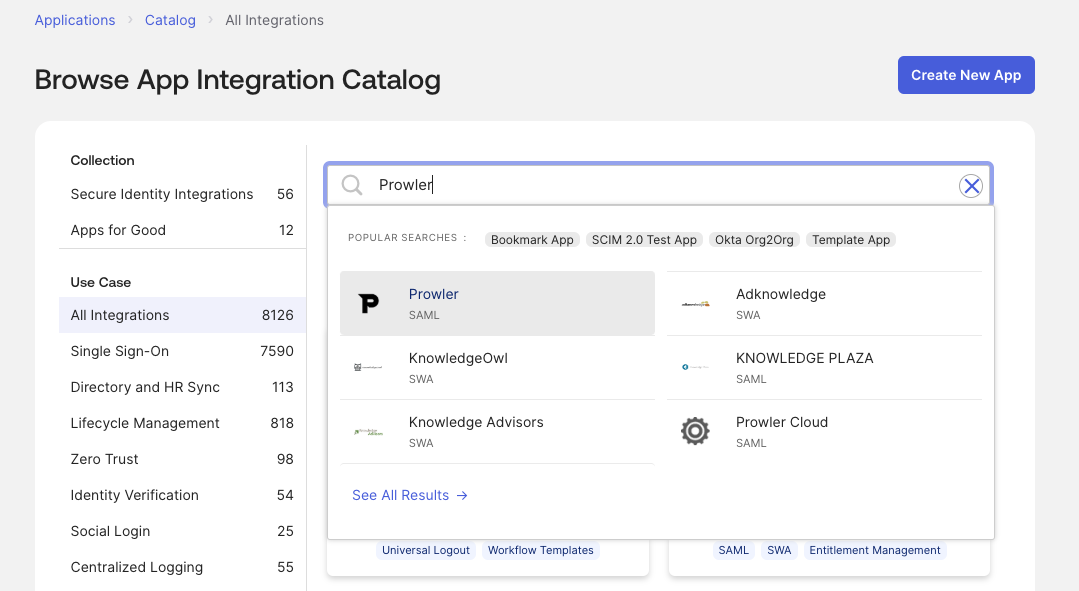 Applications > Catalog > All Integrations
Browse App Integration Catalog
Create New App
Collection
Secure Identity Integrations 56
Apps for Good 12
Use Case
All Integrations 8126
Single Sign-On 7590
Directory and HR Sync 113
Lifecycle Management 818
Zero Trust 98
Identity Verification 54
Social Login 25
Centralized Logging 55
Prowler
POPULAR SEARCHES : Bookmark App SCIM 2.0 Test App Okta Org2Org Template App
Prowler
SAML
Adknowledge
SWA
KnowledgeOwl
SWA
KNOWLEDGE PLAZA
SAML
Knowledge Advisors
SWA
Prowler Cloud
SAML
See All Results →
Universal Logout Workflow Templates
SAML SWA Entitlement Management